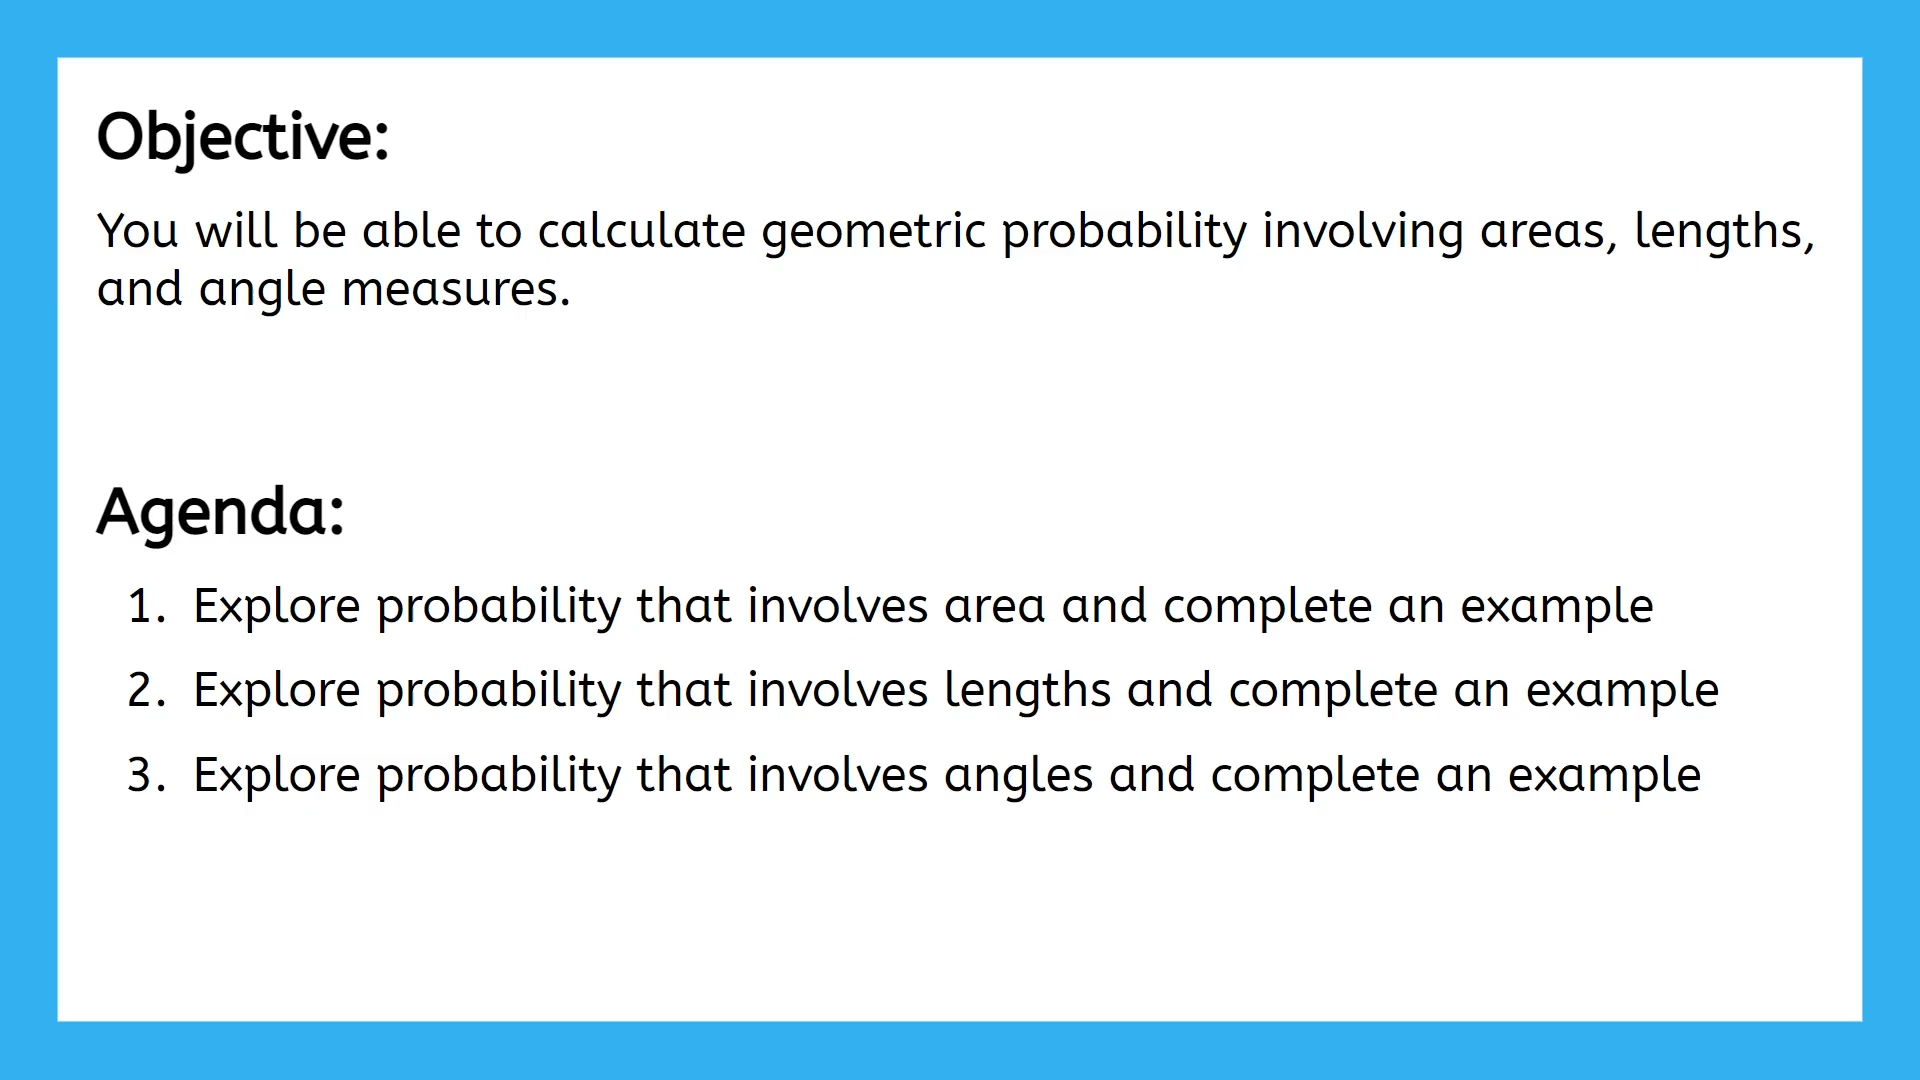 Objective:
You will be able to calculate geometric probability involving areas, lengths,
and angle measures.
Agenda:
1. Explore probability that involves area and complete an example
2. Explore probability that involves lengths and complete an example
3. Explore probability that involves angles and complete an example